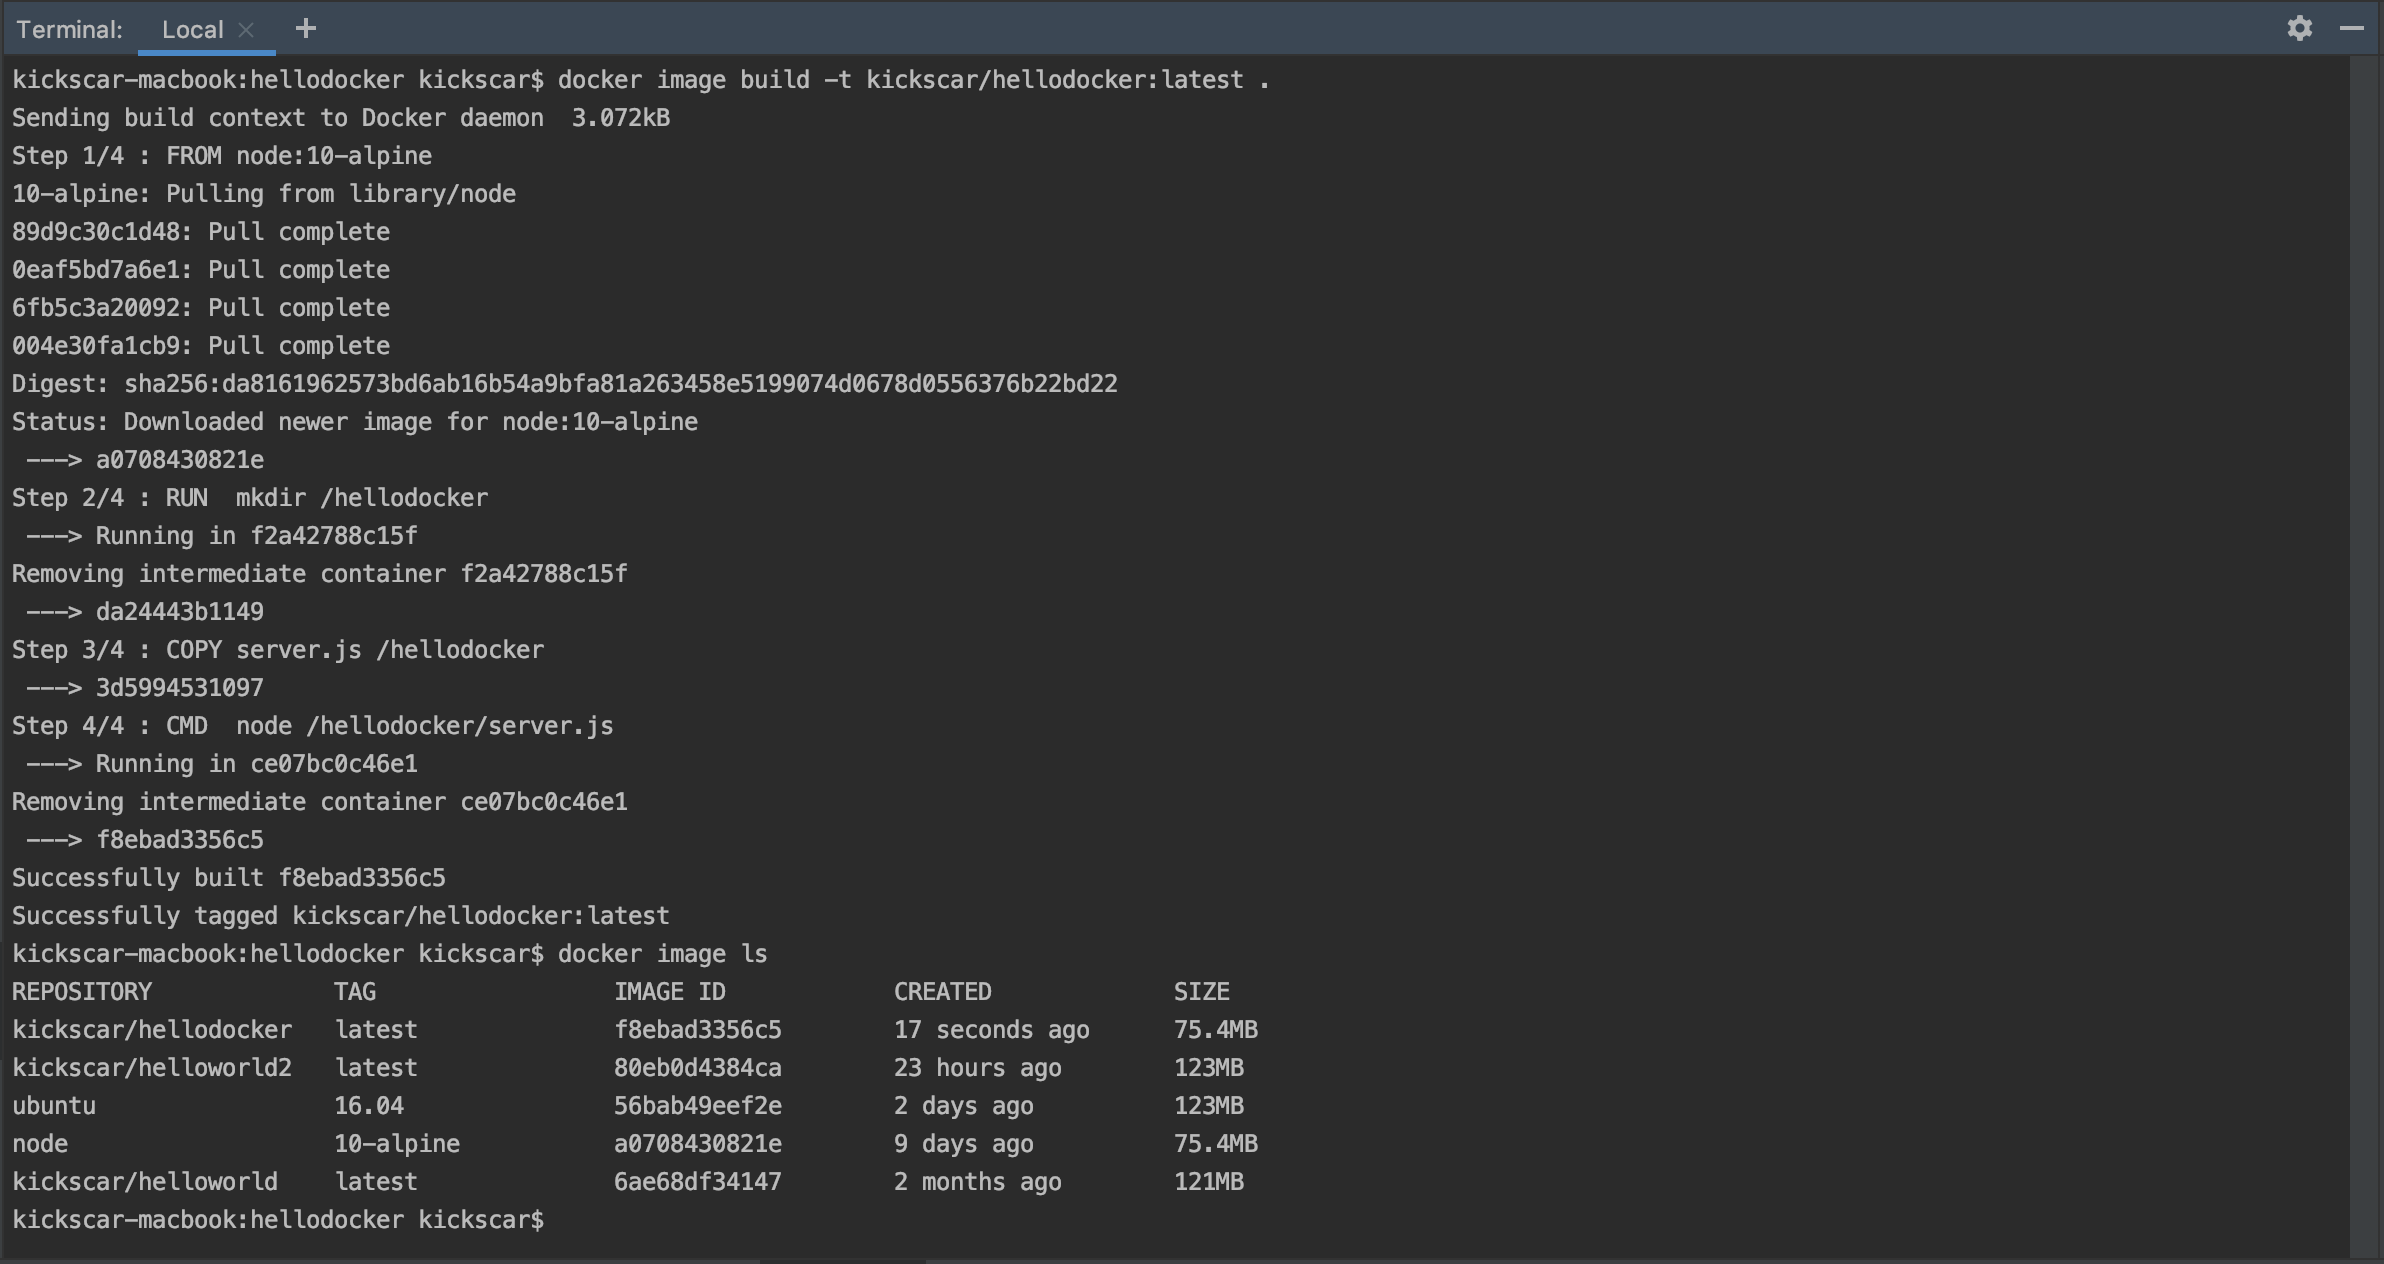 Terminal: Local × +
kickscar-macbook:hellodocker kickscar$ docker image build -t kickscar/hellodocker:latest .
Sending build context to Docker daemon  3.072kB
Step 1/4 : FROM node:10-alpine
10-alpine: Pulling from library/node
89d9c30c1d48: Pull complete
0eaf5bd7a6e1: Pull complete
6fb5c3a20092: Pull complete
004e30fa1cb9: Pull complete
Digest: sha256:da8161962573bd6ab16b54a9bfa81a263458e5199074d0678d0556376b22bd22
Status: Downloaded newer image for node:10-alpine
 ---> a0708430821e
Step 2/4 : RUN  mkdir /hellodocker
 ---> Running in f2a42788c15f
Removing intermediate container f2a42788c15f
 ---> da24443b1149
Step 3/4 : COPY server.js /hellodocker
 ---> 3d5994531097
Step 4/4 : CMD  node /hellodocker/server.js
 ---> Running in ce07bc0c46e1
Removing intermediate container ce07bc0c46e1
 ---> f8ebad3356c5
Successfully built f8ebad3356c5
Successfully tagged kickscar/hellodocker:latest
kickscar-macbook:hellodocker kickscar$ docker image ls
REPOSITORY             TAG                 IMAGE ID            CREATED             SIZE
kickscar/hellodocker   latest              f8ebad3356c5        17 seconds ago      75.4MB
kickscar/helloworld2   latest              80eb0d4384ca        23 hours ago        123MB
ubuntu                 16.04               56bab49eef2e        2 days ago          123MB
node                   10-alpine           a0708430821e        9 days ago          75.4MB
kickscar/helloworld    latest              6ae68df34147        2 months ago        121MB
kickscar-macbook:hellodocker kickscar$